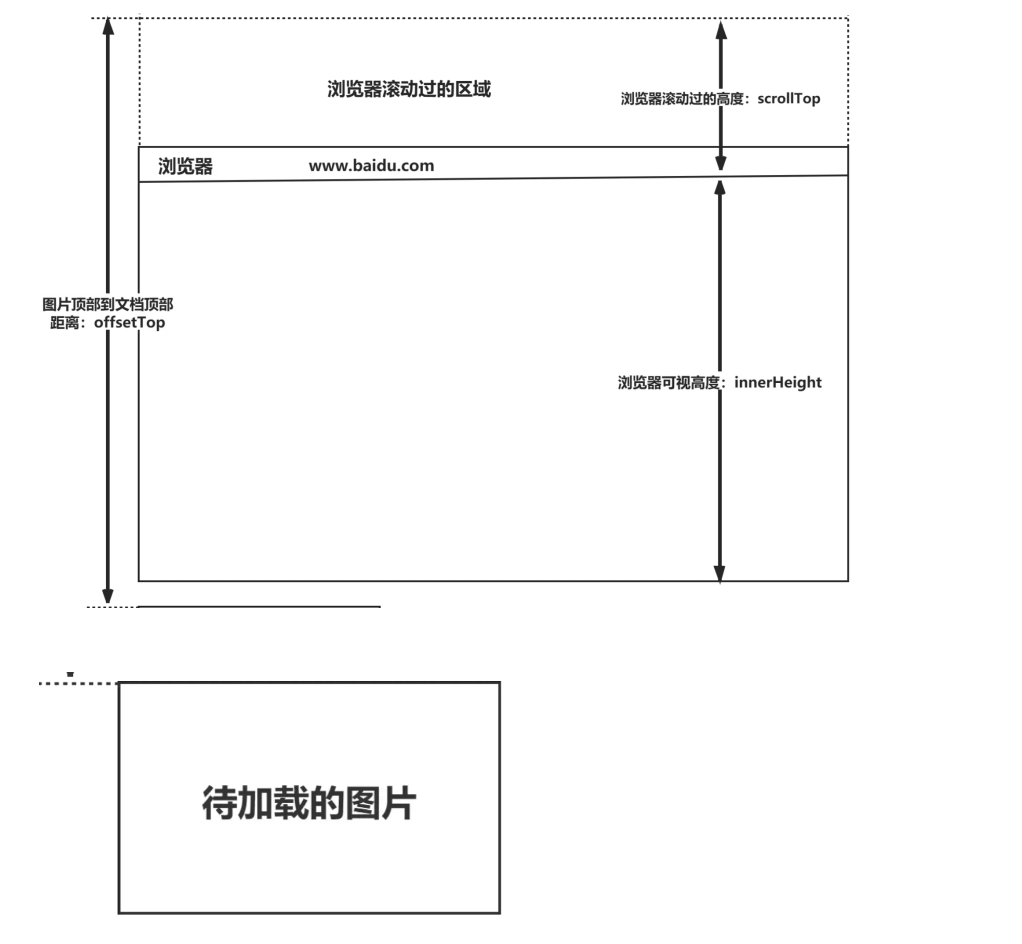 浏览器滚动过的区域
浏览器滚动过的高度：scrollTop
浏览器
www.baidu.com
图片顶部到文档顶部
距离：offsetTop
浏览器可视高度：innerHeight
待加载的图片